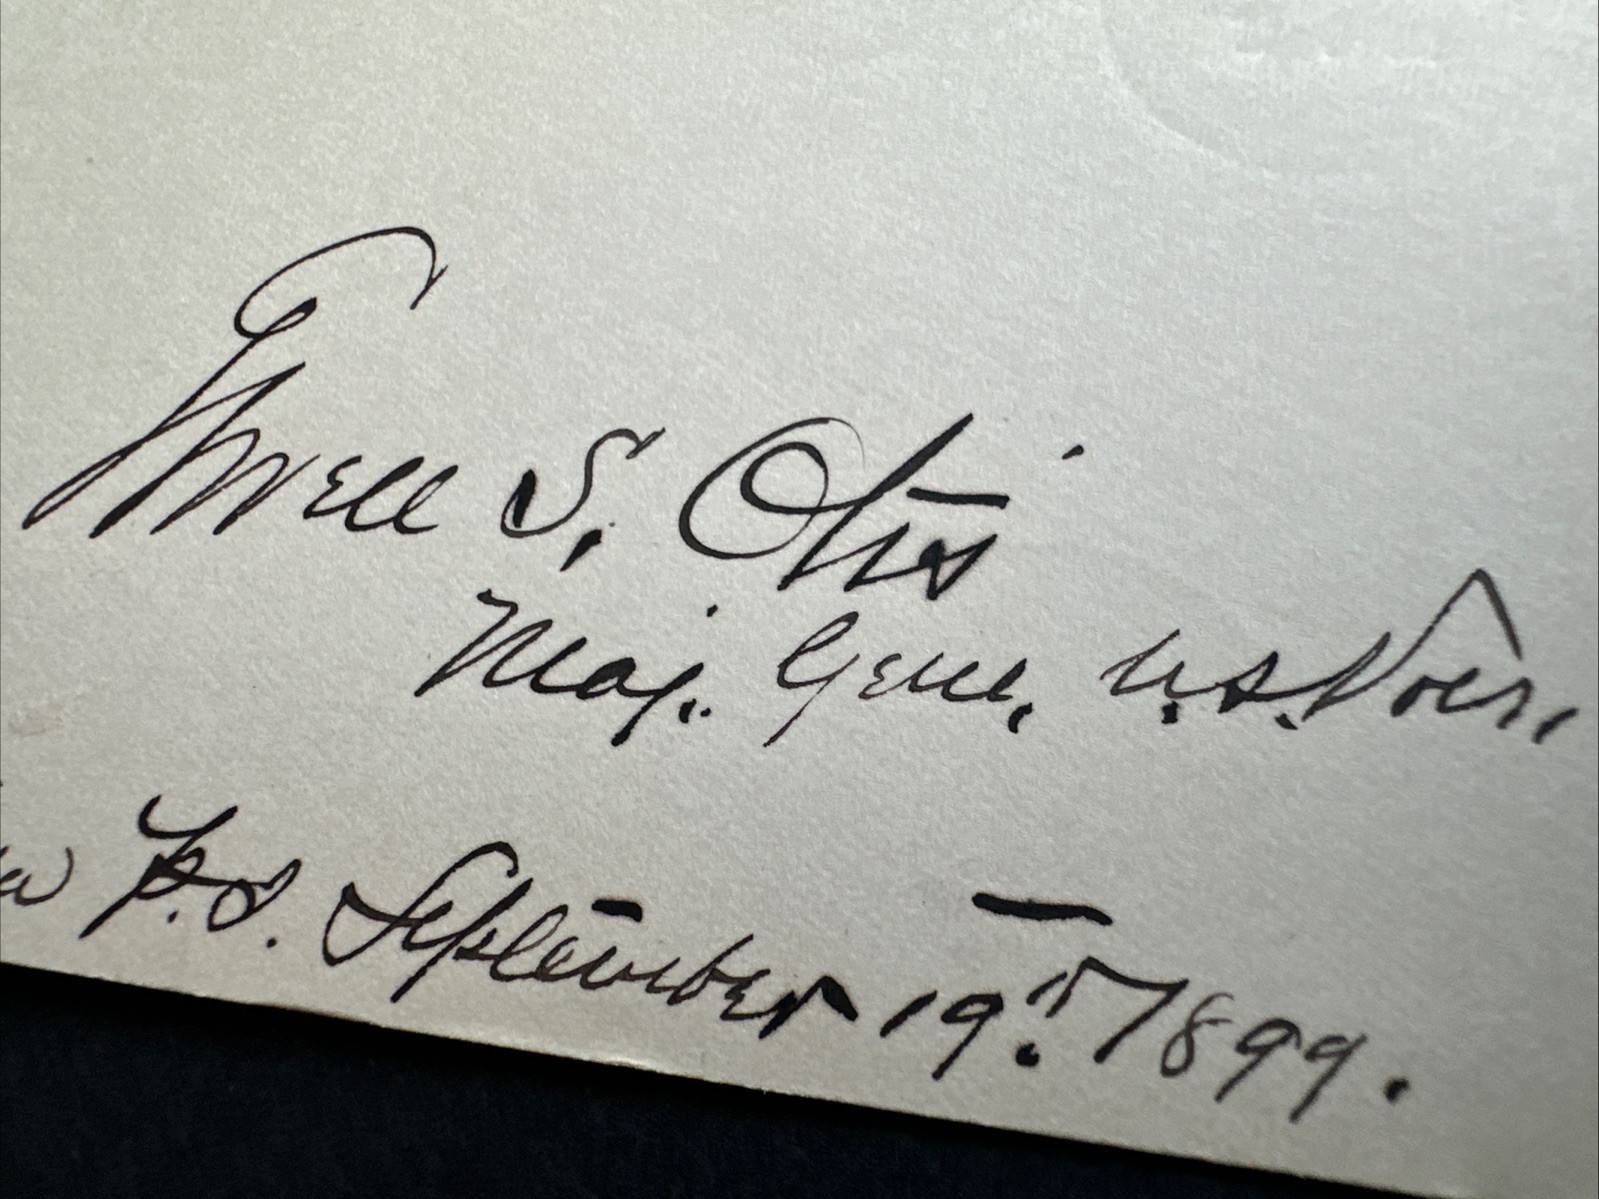 Elwell S. Otis
Maj. Genl. U.S. Vols.
P.I. September 19th 1899.